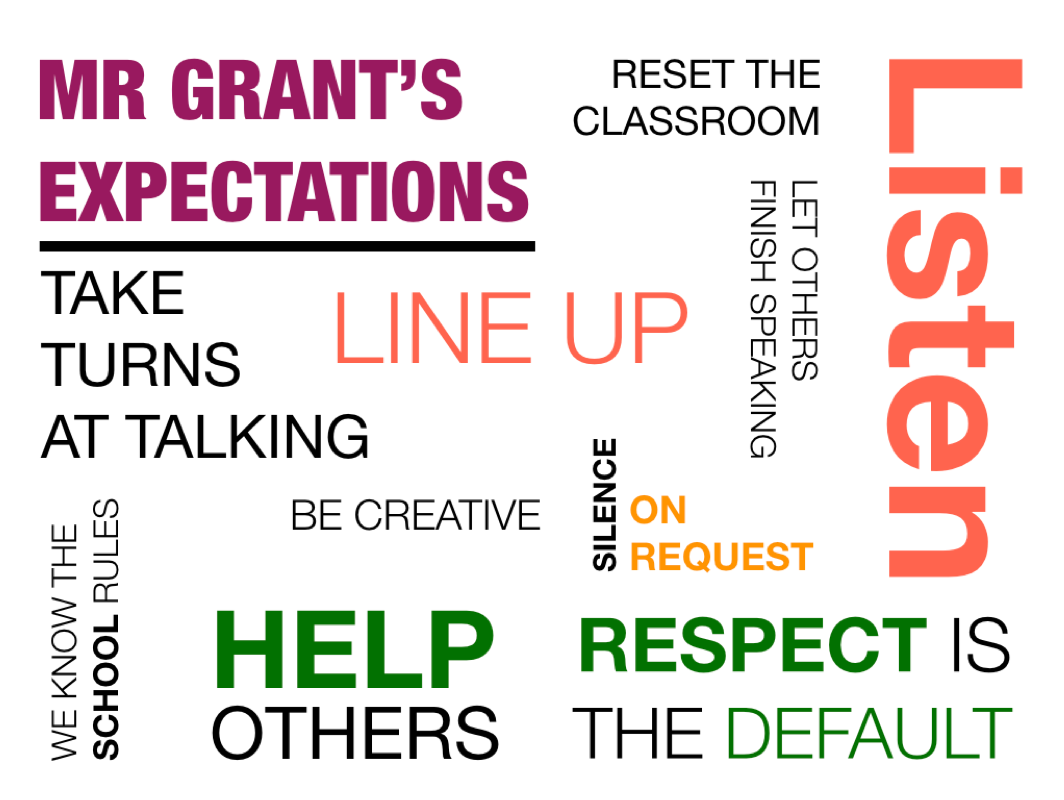 MR GRANT’S
EXPECTATIONS
RESET THE
CLASSROOM
Listen
LET OTHERS
FINISH SPEAKING
TAKE
TURNS
AT TALKING
LINE UP
BE CREATIVE
SILENCE
ON
REQUEST
WE KNOW THE
SCHOOL RULES
HELP
OTHERS
RESPECT IS
THE DEFAULT